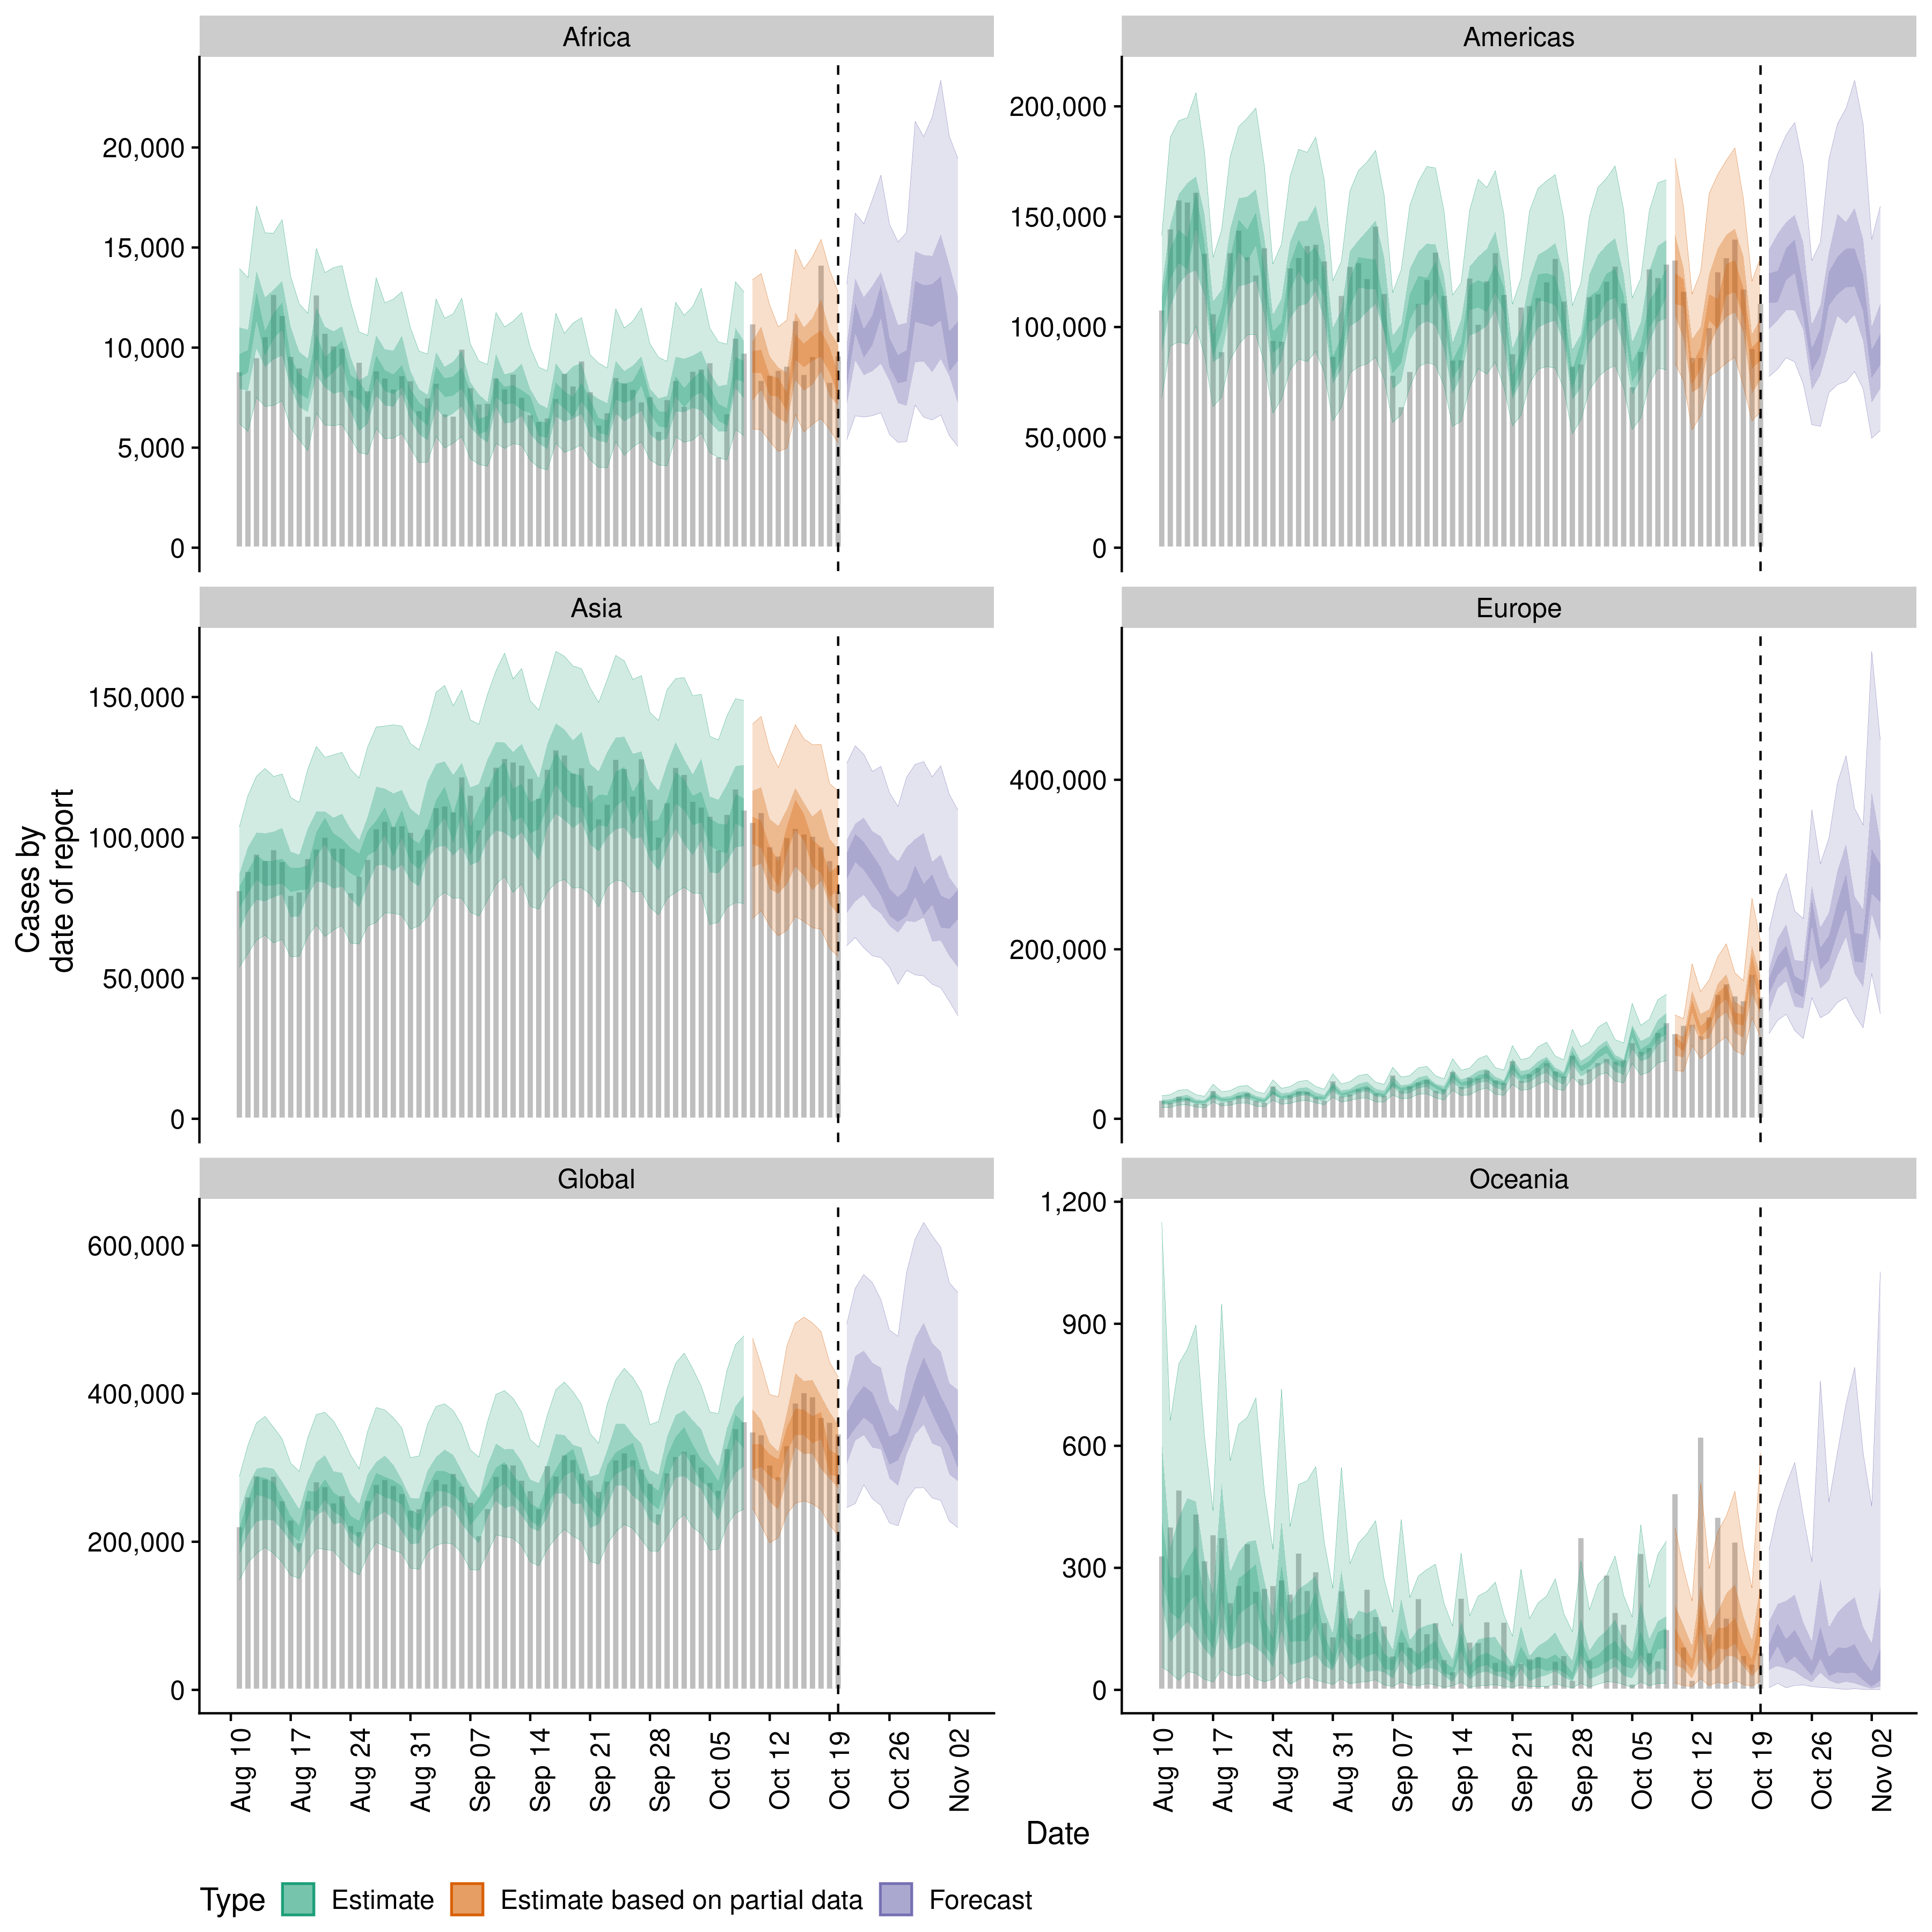 Africa
Americas
20,000
15,000
10,000
5,000
0
200,000
150,000
100,000
50,000
0
Asia
Europe
150,000
100,000
50,000
0
400,000
200,000
0
Global
Oceania
600,000
400,000
200,000
0
1,200
900
600
300
0
Cases by
date of report
Aug 10
Aug 17
Aug 24
Aug 31
Sep 07
Sep 14
Sep 21
Sep 28
Oct 05
Oct 12
Oct 19
Oct 26
Nov 02
Aug 10
Aug 17
Aug 24
Aug 31
Sep 07
Sep 14
Sep 21
Sep 28
Oct 05
Oct 12
Oct 19
Oct 26
Nov 02
Date
Type Estimate Estimate based on partial data Forecast